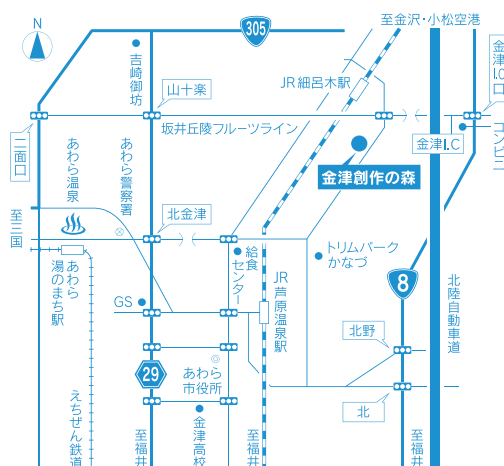 至金沢・小松空港
N
305
吉崎御坊
山十楽
JR細呂木駅
金津I.C口
二面口
あわら温泉
あわら警察署
坂井丘陵フルーツライン
金津I.C
コンビニ
金津創作の森
至三国
北金津
給食センター
トリムパークかなづ
あわら湯のまち駅
JR芦原温泉駅
8
北陸自動車道
GS
北野
29
あわら
市役所
北
えちぜん鉄道
至福井
金津高校
至福井
至福井
至福井